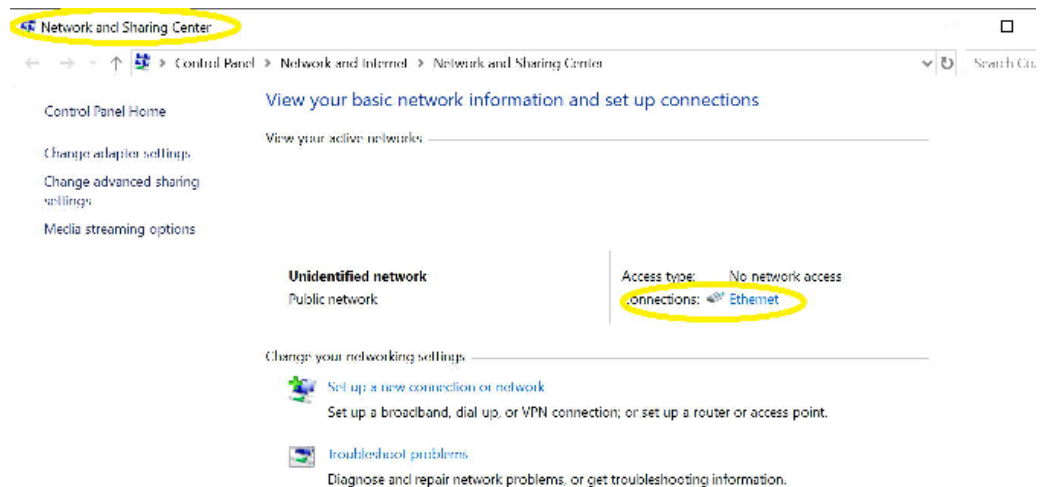 Network and Sharing Center
Control Panel > Network and Internet > Network and Sharing Center
Search Co
Control Panel Home
Change adapter settings
Change advanced sharing
settings
Media streaming options
View your basic network information and set up connections
View your active networks
Unidentified network
Public network
Access type: No network access
onnections: Ethernet
Change your networking settings
Set up a new connection or network
Set up a broadband, dial up, or VPN connection; or set up a router or access point.
Troubleshoot problems
Diagnose and repair network problems, or get troubleshooting information.